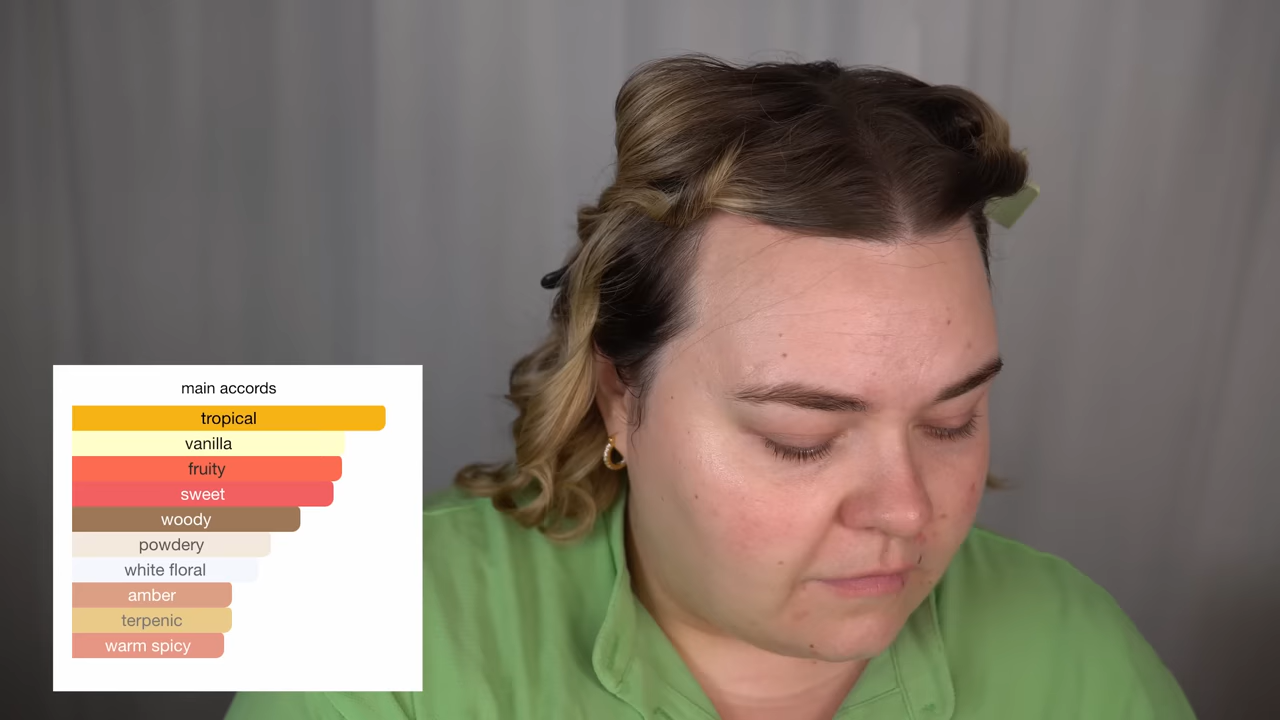 main accords
tropical
vanilla
fruity
sweet
woody
powdery
white floral
amber
terpenic
warm spicy